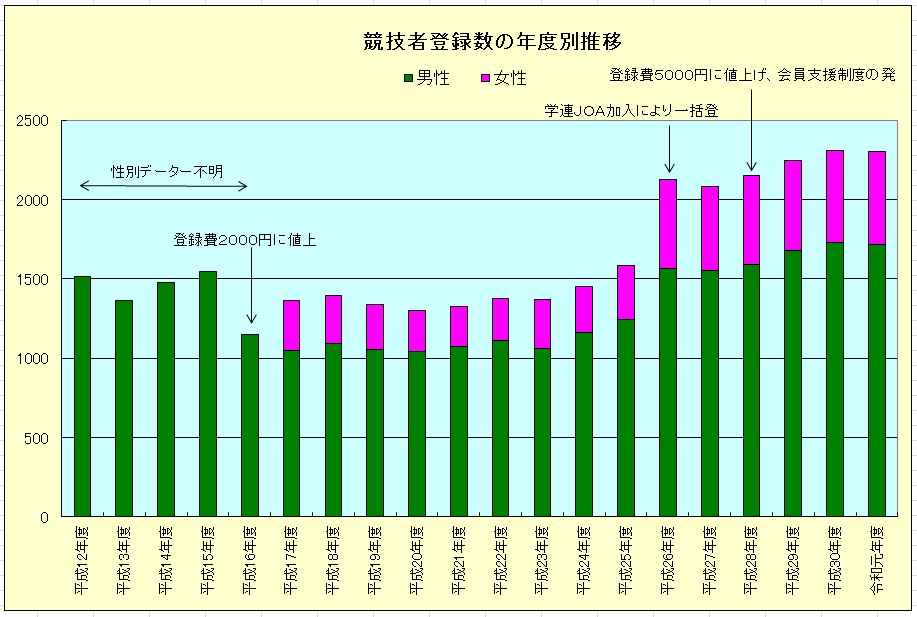 競技者登録数の年度別推移
男性 女性
登録費5000円に値上げ、会員支援制度の発
学連JOA加入により一括登
性別データー不明
登録費2000円に値上
2500
2000
1500
1000
500
0
平成12年度
平成13年度
平成14年度
平成15年度
平成16年度
平成17年度
平成18年度
平成19年度
平成20年度
平成21年度
平成22年度
平成23年度
平成24年度
平成25年度
平成26年度
平成27年度
平成28年度
平成29年度
平成30年度
令和元年度